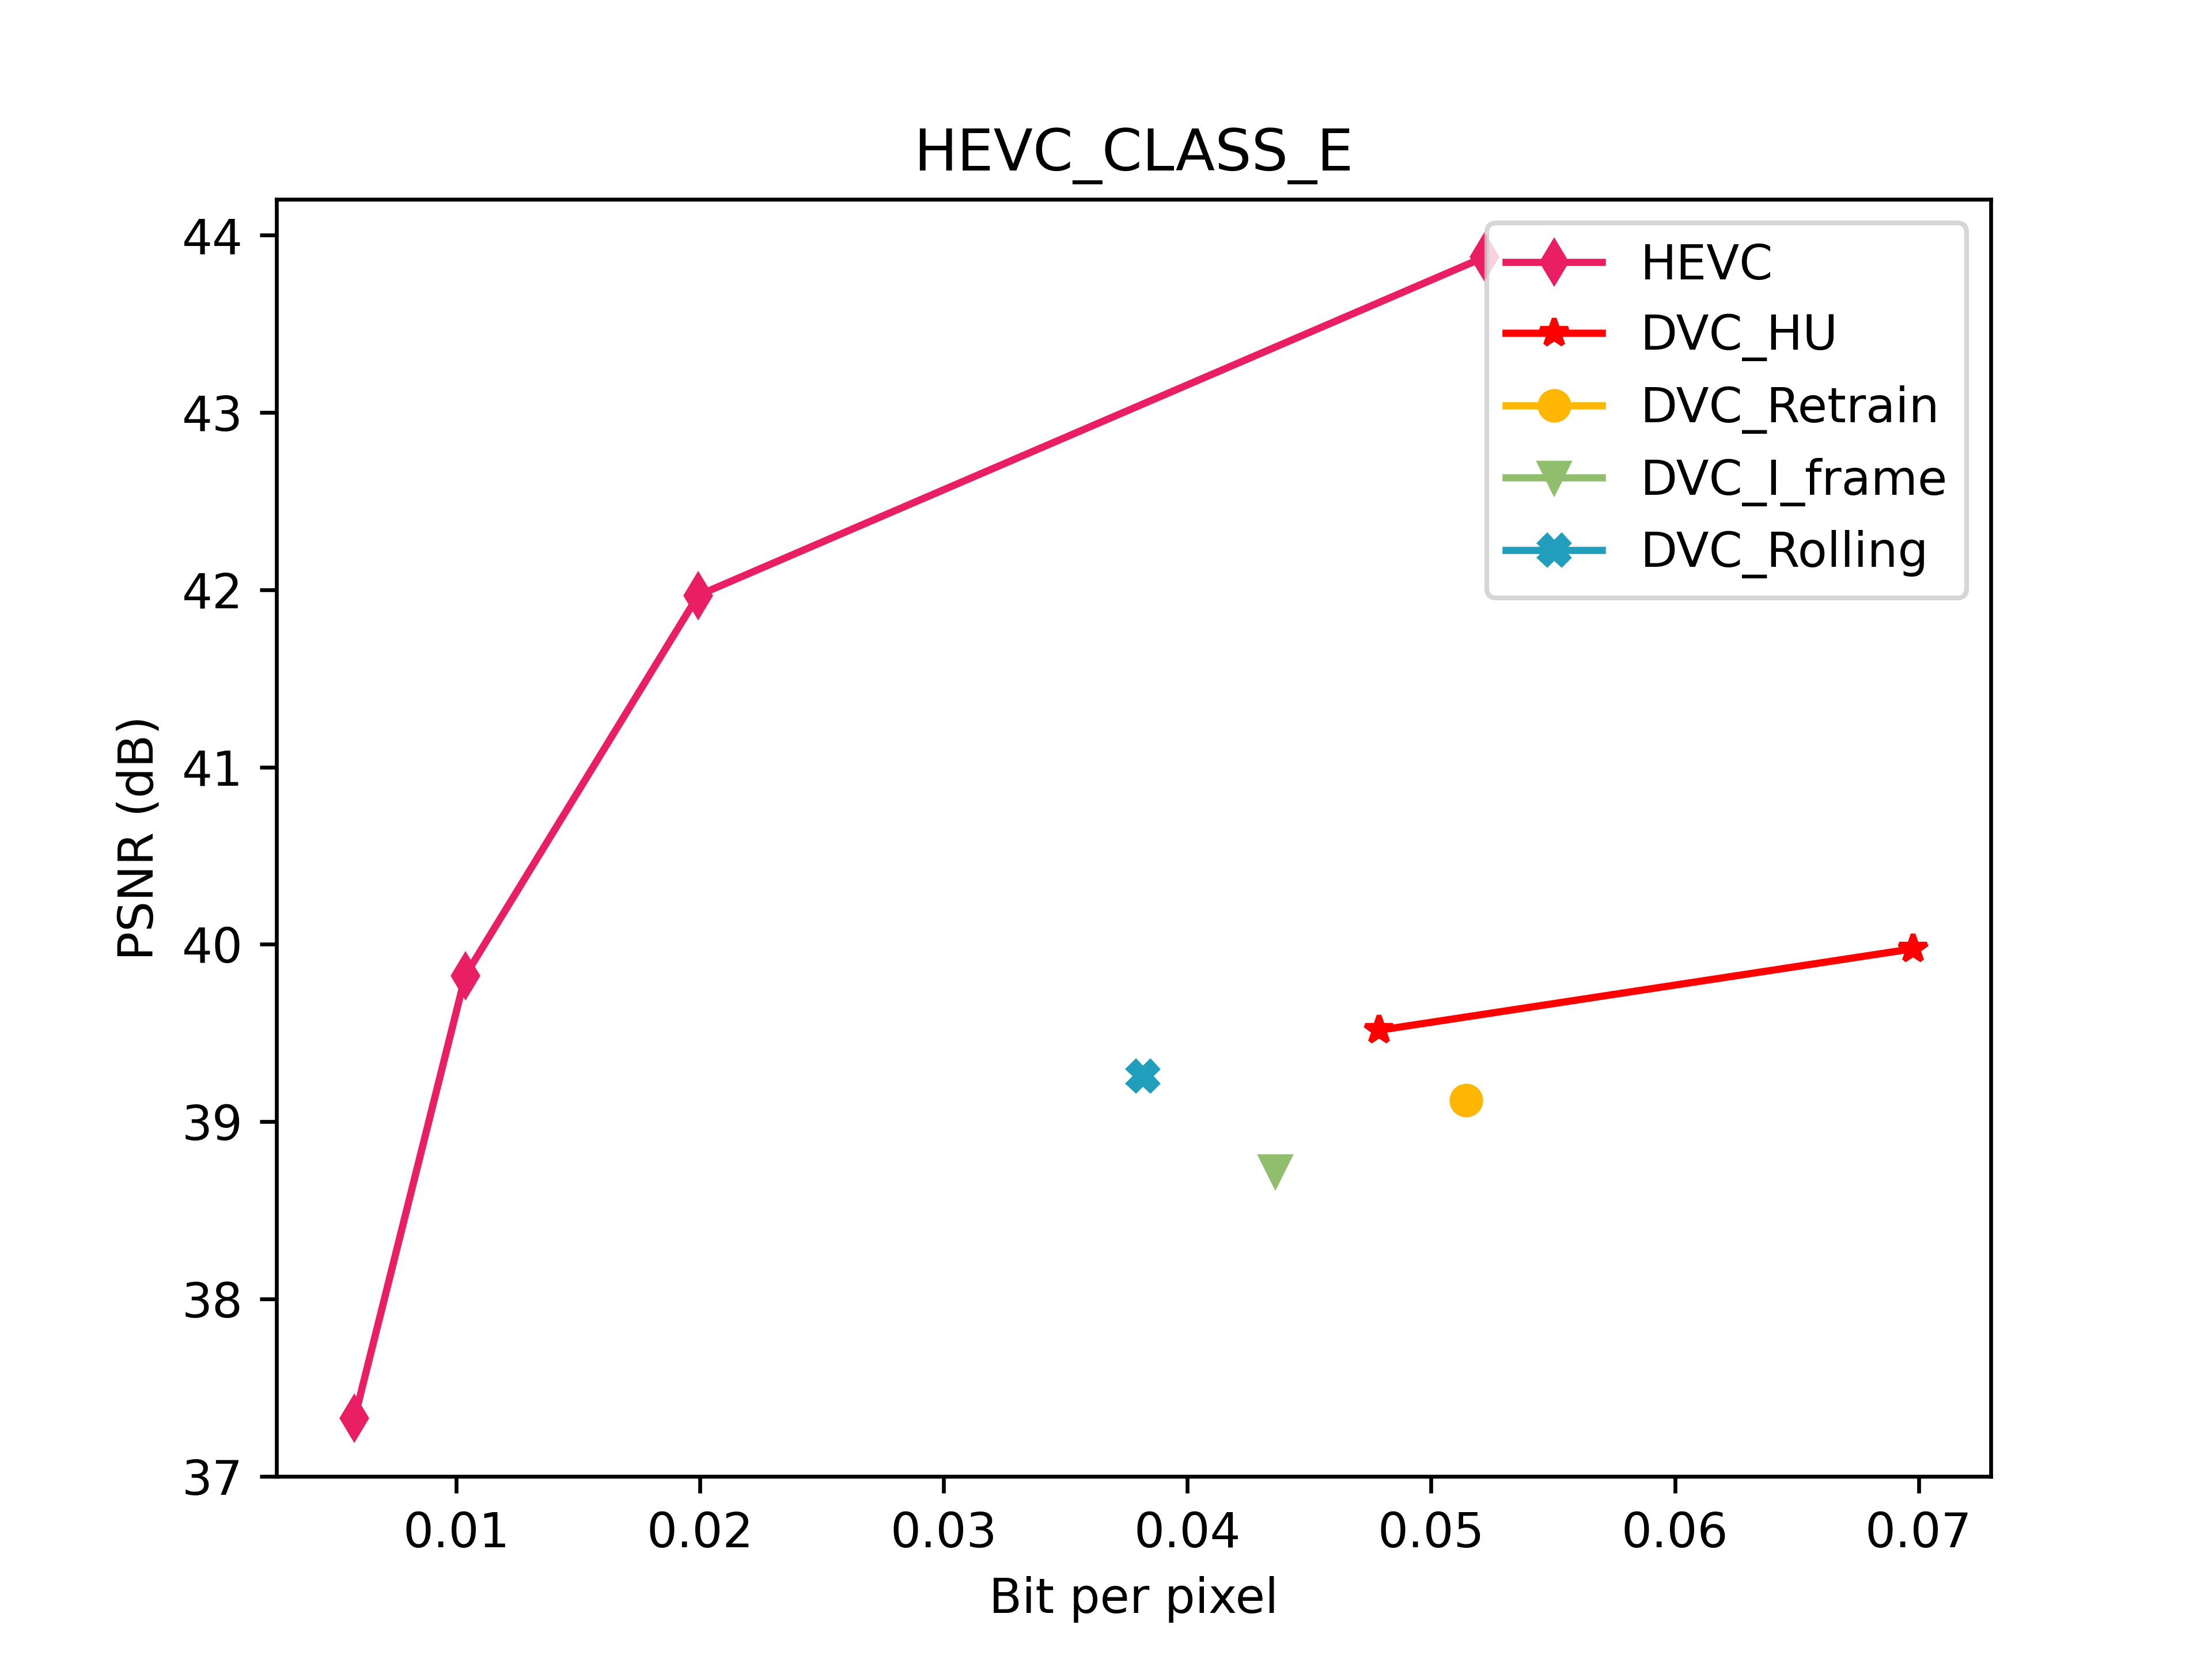 HEVC_CLASS_E
44
43
42
41
40
39
38
37
PSNR (dB)
HEVC
DVC_HU
DVC_Retrain
DVC_I_frame
DVC_Rolling
0.01 0.02 0.03 0.04 0.05 0.06 0.07
Bit per pixel